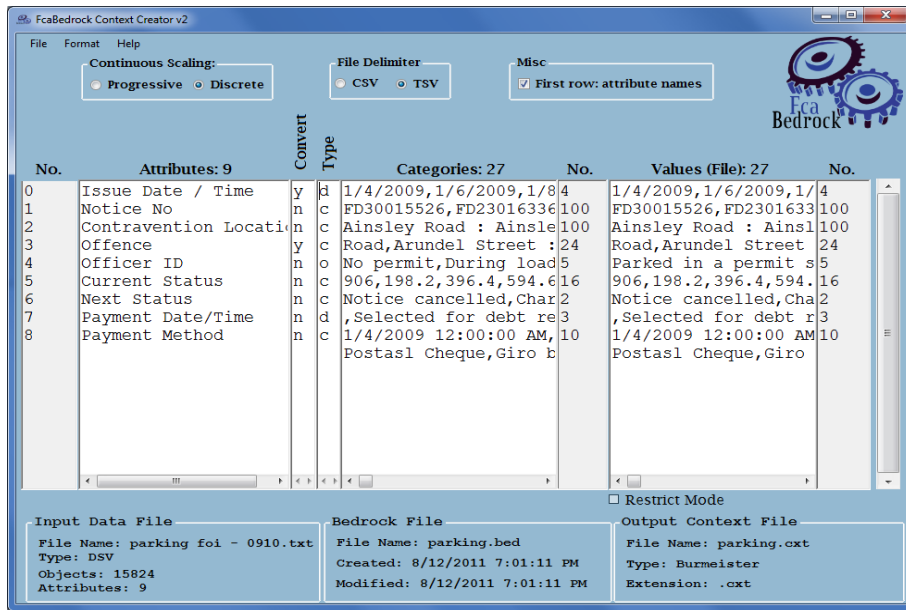 FcaBedrock Context Creator v2
File Format Help
Continuous Scaling:
Progressive Discrete
File Delimiter
CSV TSV
Misc
First row: attribute names
Fca
Bedrock
No. Attributes: 9 Convert Type Categories: 27 No. Values (File): 27 No.
0 Issue Date / Time y d 1/4/2009,1/6/2009,1/8 4 1/4/2009,1/6/2009,1/ 4
1 Notice No n c FD30015526,FD23016336 100 FD30015526,FD2301633 100
2 Contravention Locati n c Ainsley Road : Ainsle 100 Ainsley Road : Ainsl 100
3 Offence y c Road,Arundel Street : 24 Road,Arundel Street 24
4 Officer ID n o No permit,During load 5 Parked in a permit s 5
5 Current Status n c 906,198.2,396.4,594.6 16 906,198.2,396.4,594. 16
6 Next Status n c Notice cancelled,Char 2 Notice cancelled,Cha 2
7 Payment Date/Time n d ,Selected for debt re 3 ,Selected for debt r 3
8 Payment Method n c 1/4/2009 12:00:00 AM, 10 1/4/2009 12:00:00 AM 10
Postasl Cheque,Giro b Postasl Cheque,Giro
Restrict Mode
Input Data File
File Name: parking foi - 0910.txt
Type: DSV
Objects: 15824
Attributes: 9
Bedrock File
File Name: parking.bed
Created: 8/12/2011 7:01:11 PM
Modified: 8/12/2011 7:01:11 PM
Output Context File
File Name: parking.cxt
Type: Burmeister
Extension: .cxt